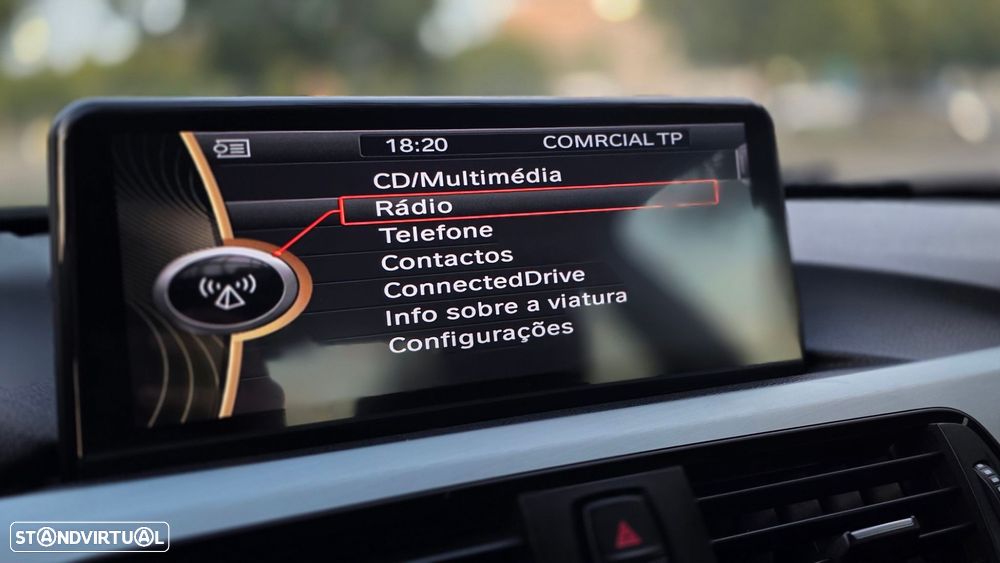 18:20 COMRCIAL TP
CD/Multimédia
Rádio
Telefone
Contactos
ConnectedDrive
Info sobre a viatura
Configurações
STANDVIRTUAL